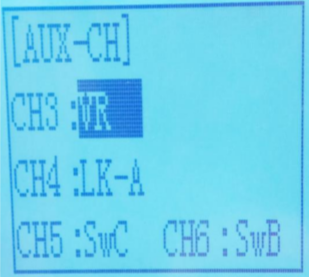 [AUX-CH]
CH3 :VR
CH4 :LK-A
CH5 :SwC CH6 :SwB